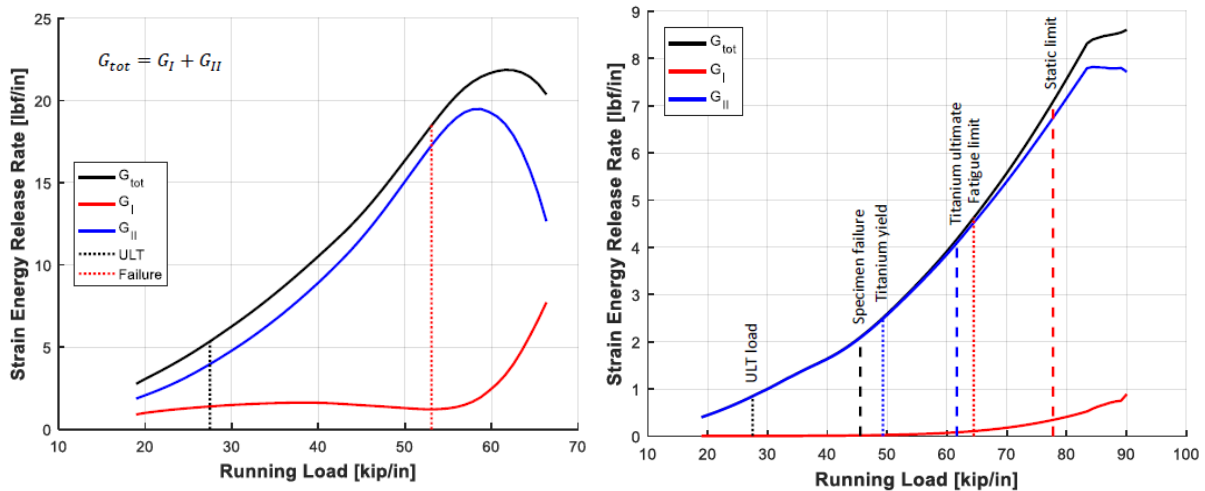 G_tot = G_I + G_II
25
20
15
10
5
0
Strain Energy Release Rate [lbf/in]
G_tot
G_I
G_II
ULT
Failure
10 20 30 40 50 60 70
Running Load [kip/in]
9
8
7
6
5
4
3
2
1
0
Strain Energy Release Rate [lbf/in]
G_tot
G_I
G_II
ULT load
Specimen failure
Titanium yield
Titanium ultimate
Fatigue limit
Static limit
10 20 30 40 50 60 70 80 90 100
Running Load [kip/in]